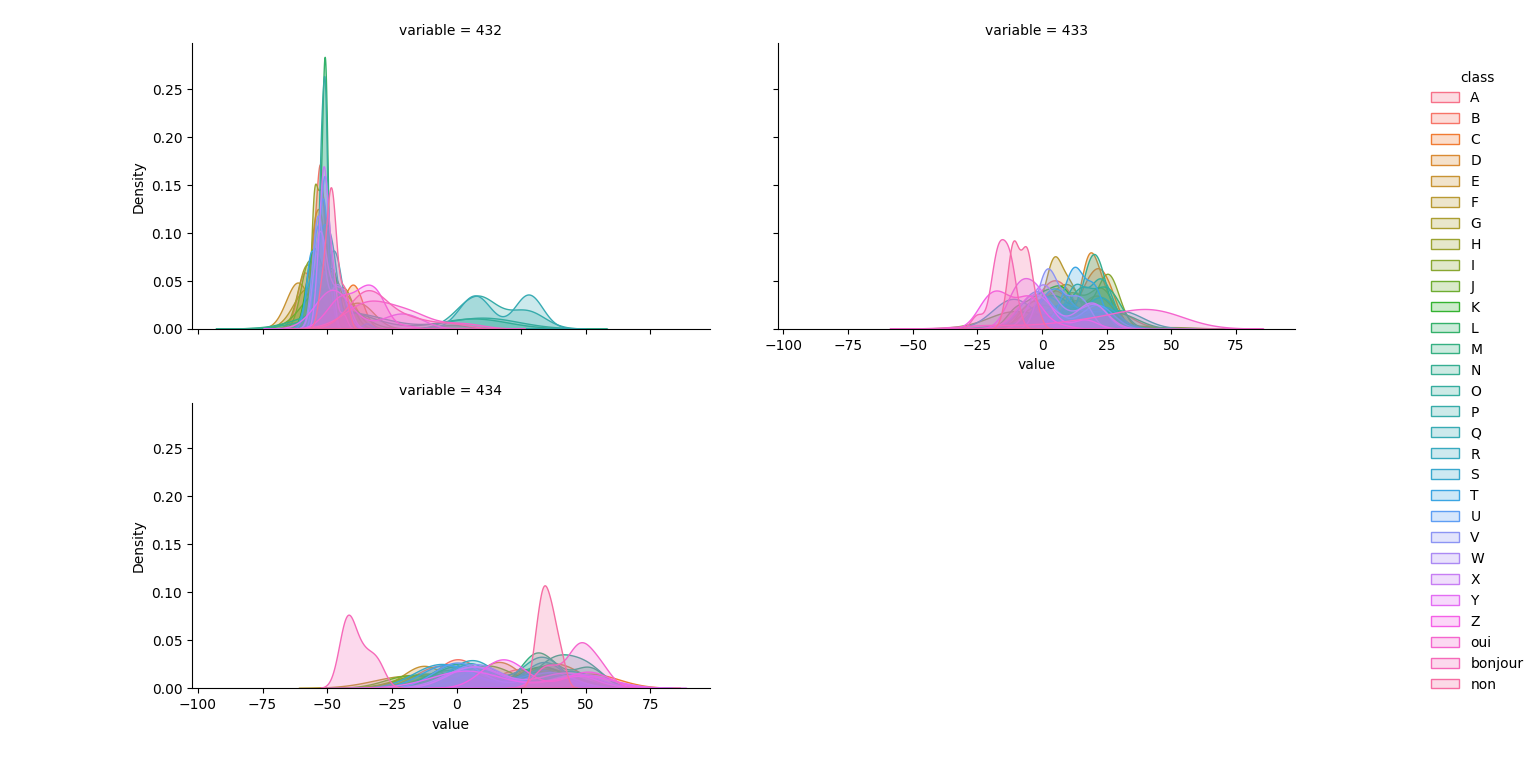 variable = 432
variable = 433
Density
0.25
0.20
0.15
0.10
0.05
0.00
−100
−75
−50
−25
0
25
50
75
value
variable = 434
Density
0.25
0.20
0.15
0.10
0.05
0.00
−100
−75
−50
−25
0
25
50
75
value
class
A
B
C
D
E
F
G
H
I
J
K
L
M
N
O
P
Q
R
S
T
U
V
W
X
Y
Z
oui
bonjour
non